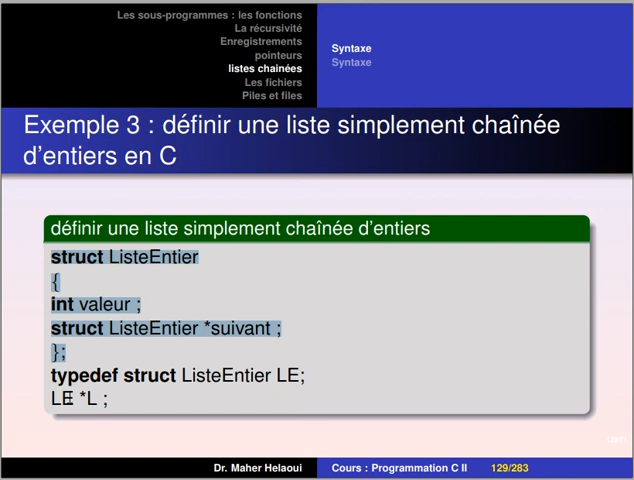 Les sous-programmes : les fonctions
La récursivité
Enregistrements
pointeurs
listes chainées
Les fichiers
Piles et files
Syntaxe
Syntaxe
Exemple 3 : définir une liste simplement chaînée
d'entiers en C
définir une liste simplement chaînée d'entiers
struct ListeEntier
{
int valeur ;
struct ListeEntier *suivant ;
};
typedef struct ListeEntier LE;
LE *L ;
Dr. Maher Helaoui
Cours : Programmation C II
129/283